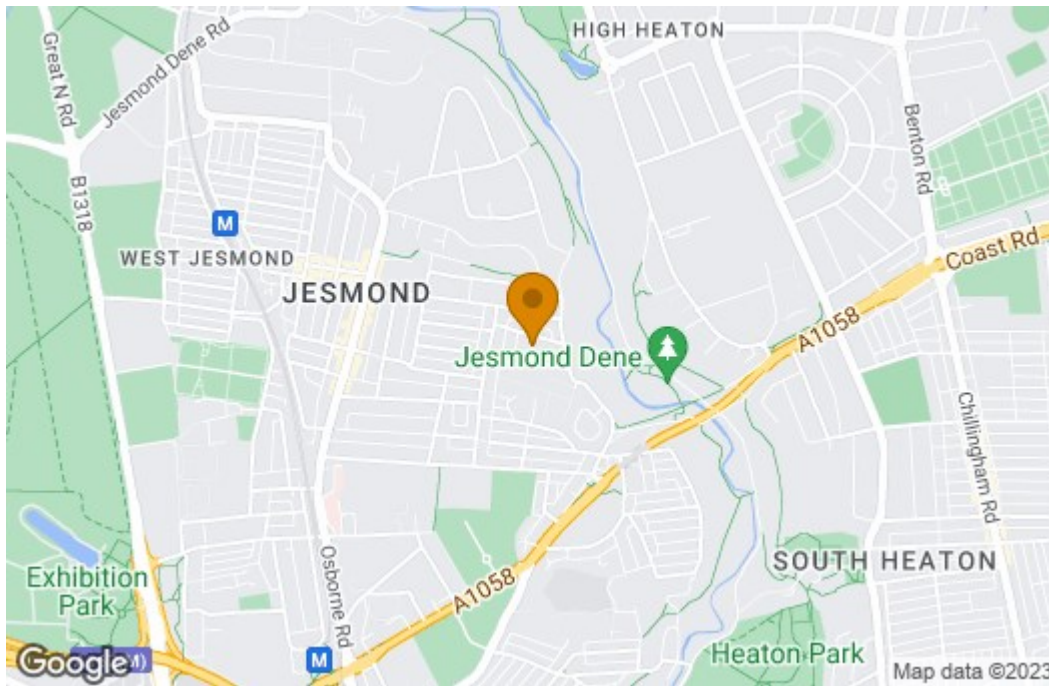 HIGH HEATON
Great N Rd
Jesmond Dene Rd
Benton Rd
B1318
M
WEST JESMOND
Coast Rd
JESMOND
A1058
Jesmond Dene
Chillingham Rd
Osborne Rd
SOUTH HEATON
Exhibition
Park
A1058
M
Heaton Park
Google
M)
Map data ©2023